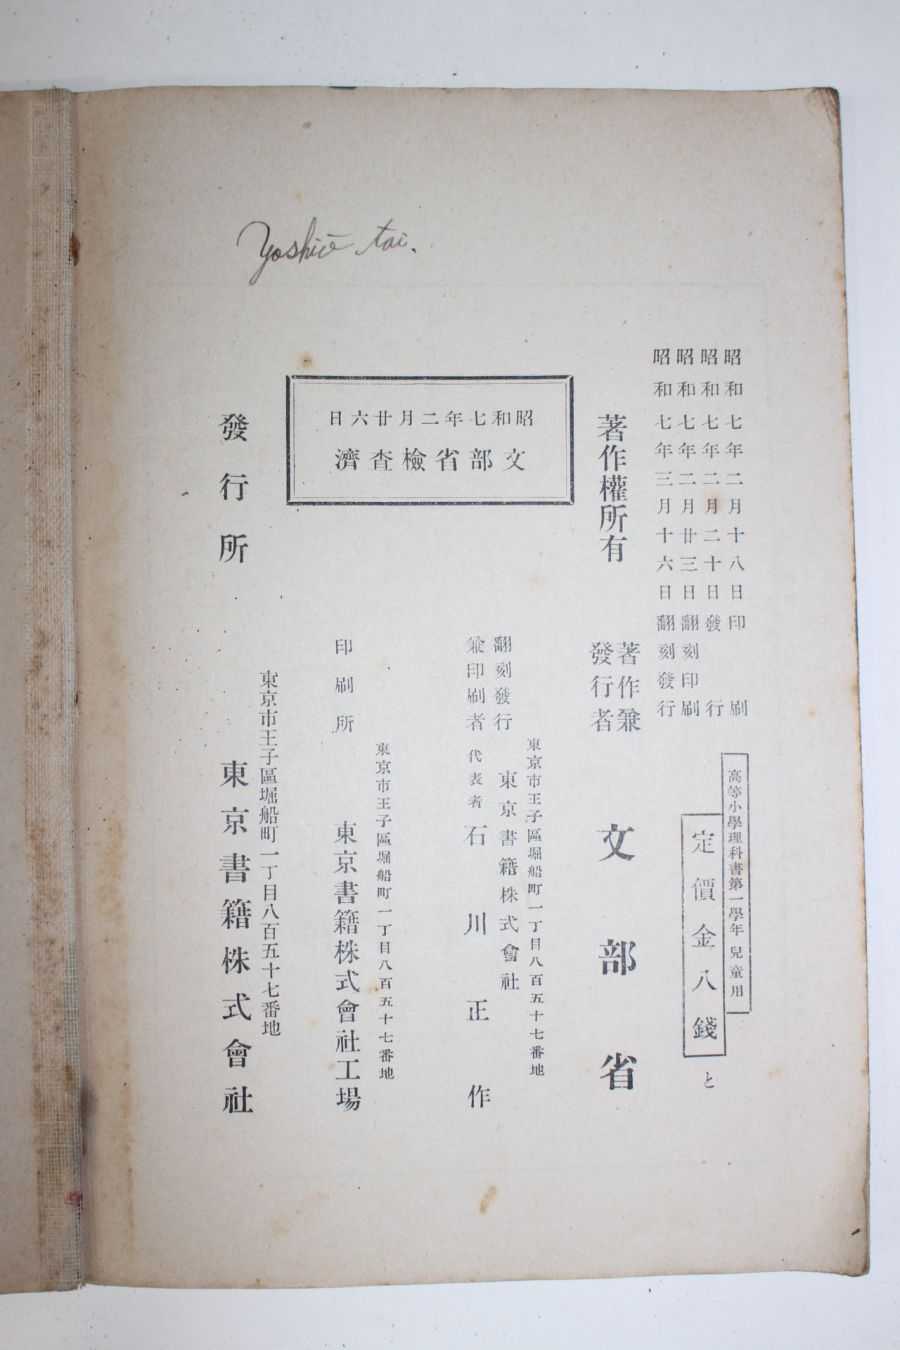 Yoshie tai.
昭和七年二月十八日印刷
昭和七年二月二十日發行
昭和七年二月廿三日翻刻印刷
昭和七年三月十六日翻刻發行
高等小學理科書第一學年 兒童用
定價金八錢
と
著作權所有
著作兼
發行者
文部省
昭和七年二月廿六日
文部省檢査濟
東京市王子區堀船町一丁目八百五十七番地
翻刻發行
兼印刷者
東京書籍株式會社
代表者 石川正作
東京市王子區堀船町一丁目八百五十七番地
印刷所 東京書籍株式會社工場
東京市王子區堀船町一丁目八百五十七番地
發行所 東京書籍株式會社